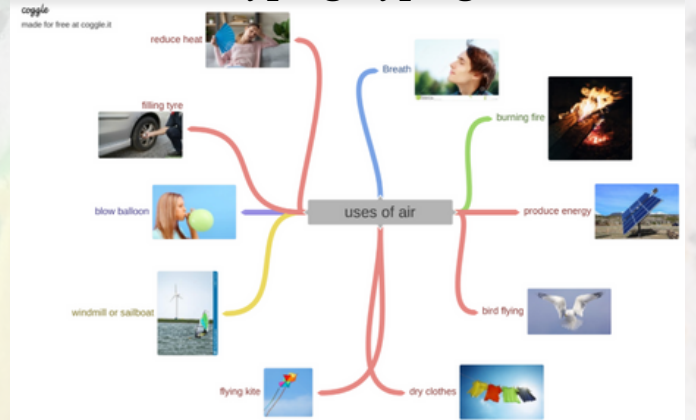 coggle
made for free at coggle.it
reduce heat
Breath
filling tyre
burning fire
blow balloon
uses of air
produce energy
windmill or sailboat
bird flying
flying kite
dry clothes